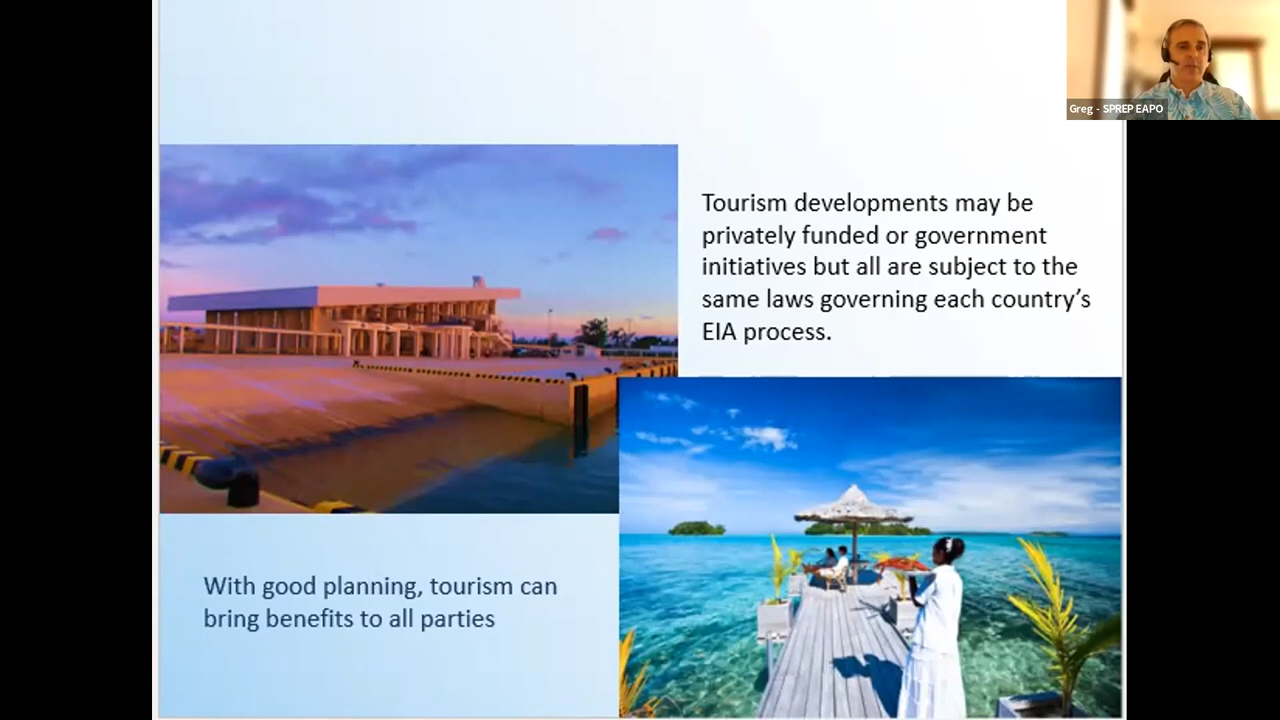 Greg - SPREP EAPO
Tourism developments may be
privately funded or government
initiatives but all are subject to the
same laws governing each country’s
EIA process.
With good planning, tourism can
bring benefits to all parties